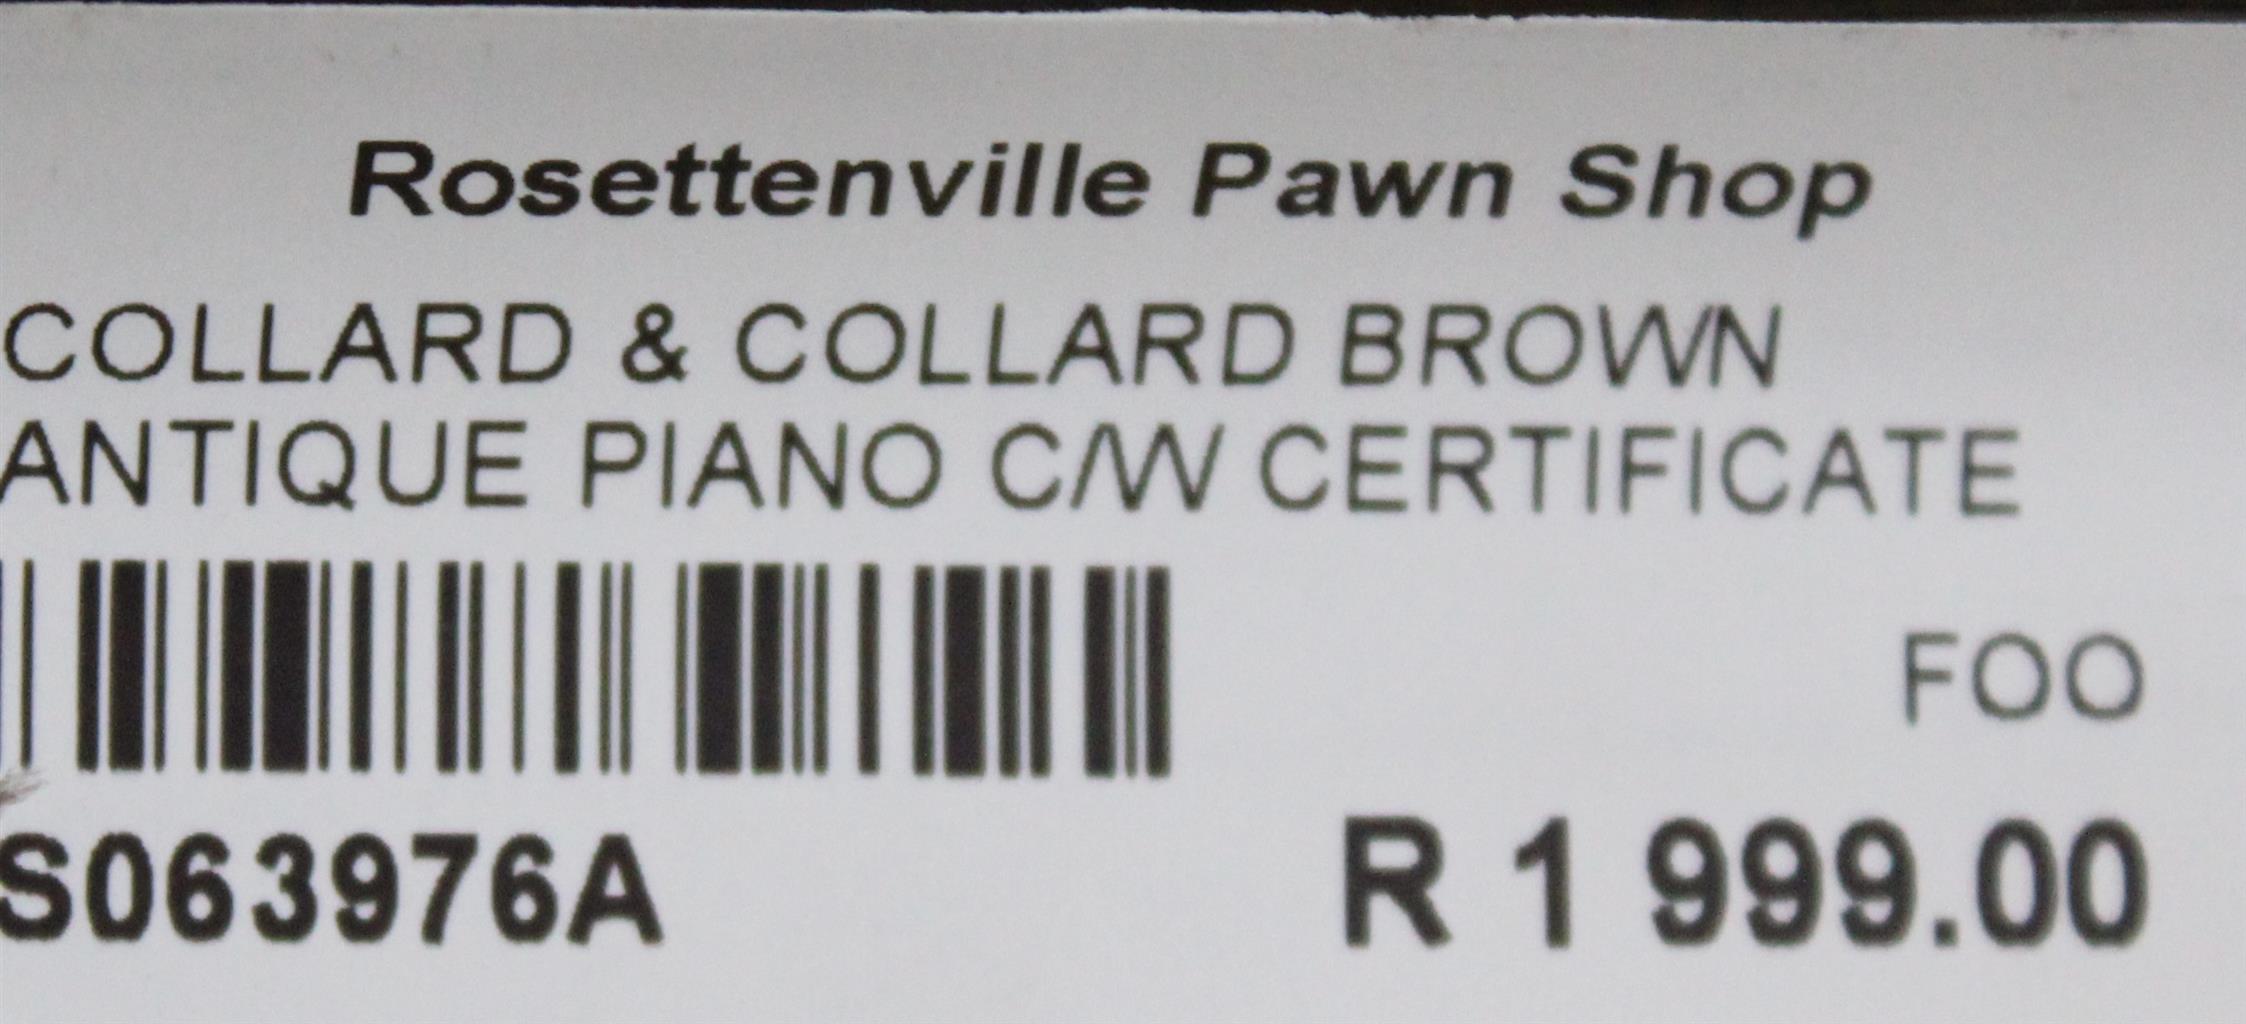 Rosettenville Pawn Shop
COLLARD & COLLARD BROWN
ANTIQUE PIANO C/W CERTIFICATE
FOO
S063976A R 1 999.00